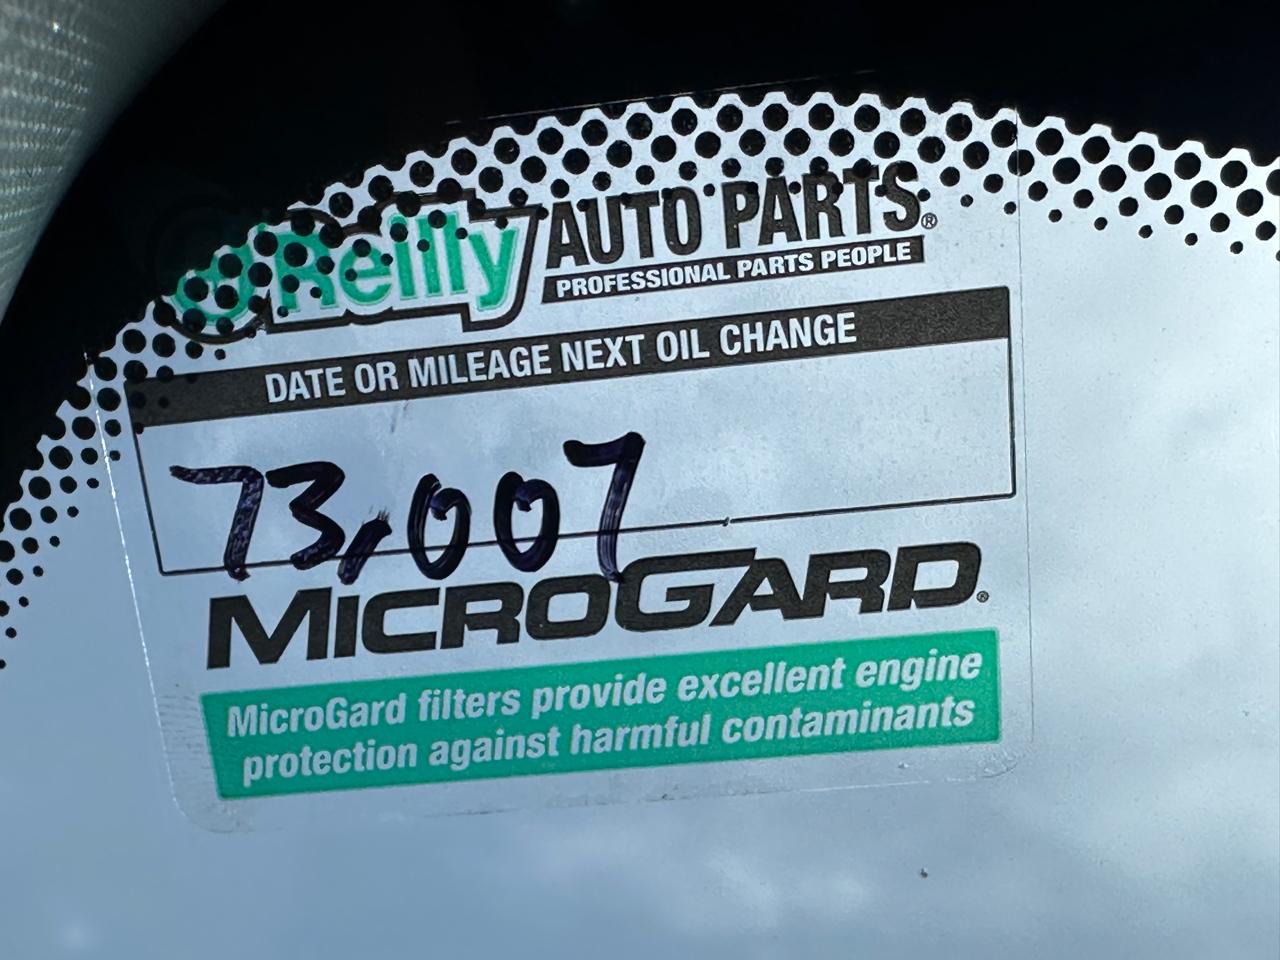 O'Reilly AUTO PARTS®
PROFESSIONAL PARTS PEOPLE
DATE OR MILEAGE NEXT OIL CHANGE
73,007
MICROGARD®
MicroGard filters provide excellent engine
protection against harmful contaminants